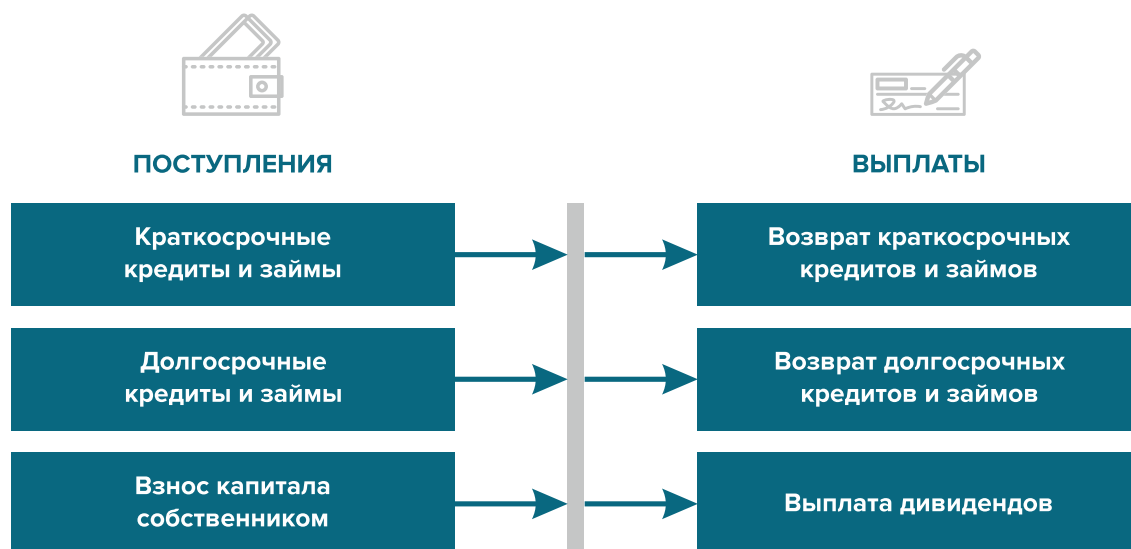 ПОСТУПЛЕНИЯ
ВЫПЛАТЫ
Краткосрочные
кредиты и займы
Возврат краткосрочных
кредитов и займов
Долгосрочные
кредиты и займы
Возврат долгосрочных
кредитов и займов
Взнос капитала
собственником
Выплата дивидендов